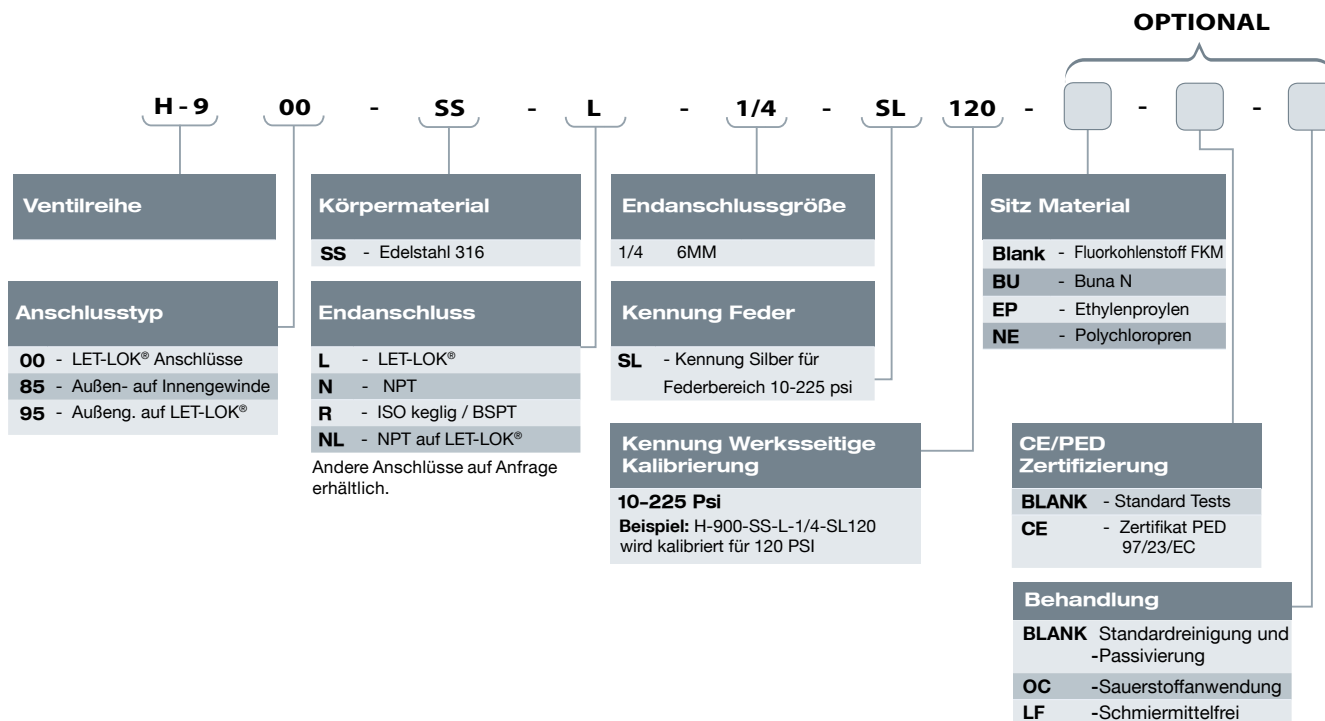 OPTIONAL
H - 9 00 - SS - L - 1/4 - SL 120 - - -
Ventilreihe
Anschlusstyp
00 - LET-LOK® Anschlüsse
85 - Außen- auf Innengewinde
95 - Außeng. auf LET-LOK®
Körpermaterial
SS - Edelstahl 316
Endanschluss
L - LET-LOK®
N - NPT
R - ISO keglig / BSPT
NL - NPT auf LET-LOK®
Andere Anschlüsse auf Anfrage
erhältlich.
Endanschlussgröße
1/4 6MM
Kennung Feder
SL - Kennung Silber für
Federbereich 10-225 psi
Kennung Werksseitige
Kalibrierung
10-225 Psi
Beispiel: H-900-SS-L-1/4-SL120
wird kalibriert für 120 PSI
Sitz Material
Blank - Fluorkohlenstoff FKM
BU - Buna N
EP - Ethylenproylen
NE - Polychloropren
CE/PED
Zertifizierung
BLANK - Standard Tests
CE - Zertifikat PED
97/23/EC
Behandlung
BLANK Standardreinigung und
-Passivierung
OC -Sauerstoffanwendung
LF -Schmiermittelfrei